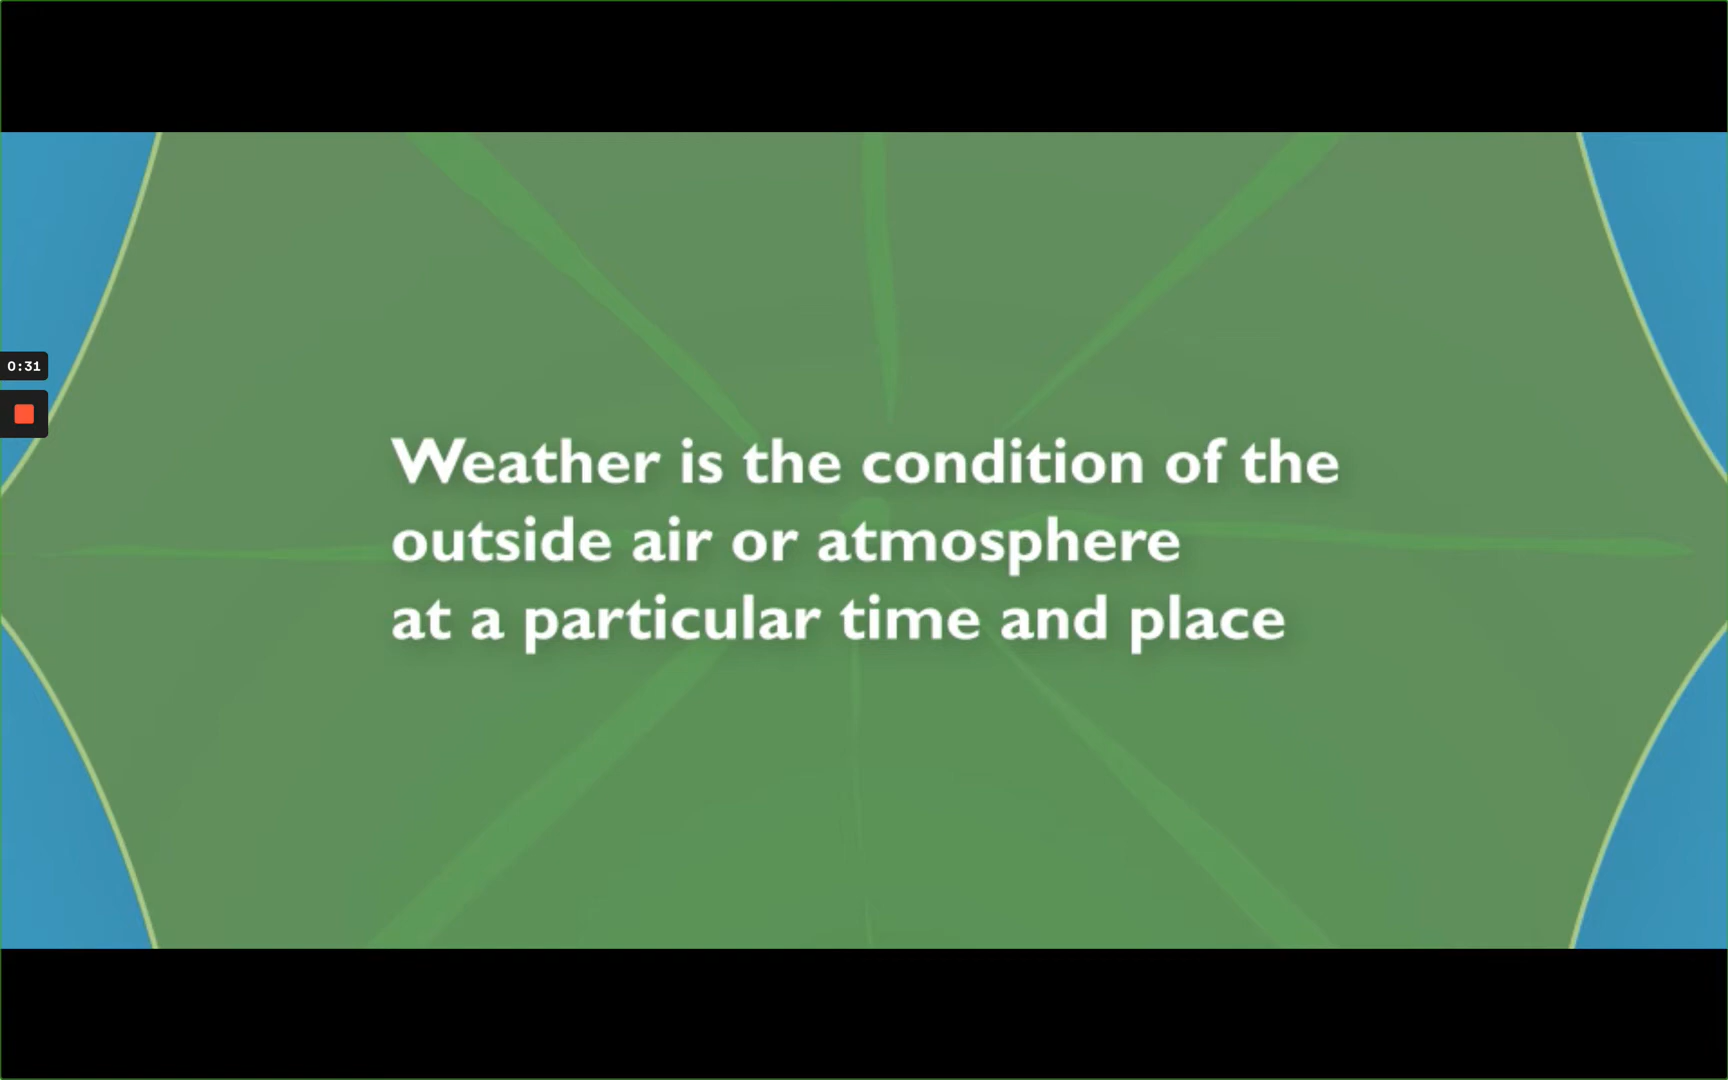 0:31
Weather is the condition of the
outside air or atmosphere
at a particular time and place